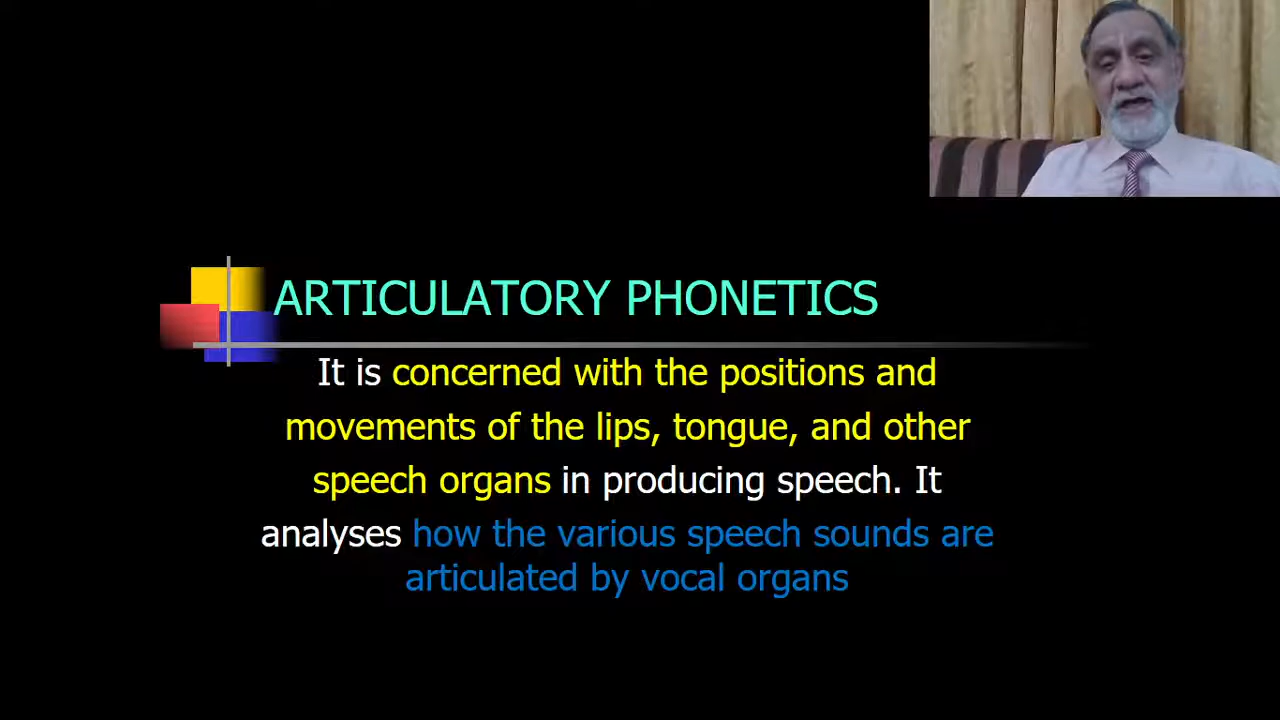 ARTICULATORY PHONETICS
It is concerned with the positions and
movements of the lips, tongue, and other
speech organs in producing speech. It
analyses how the various speech sounds are
articulated by vocal organs